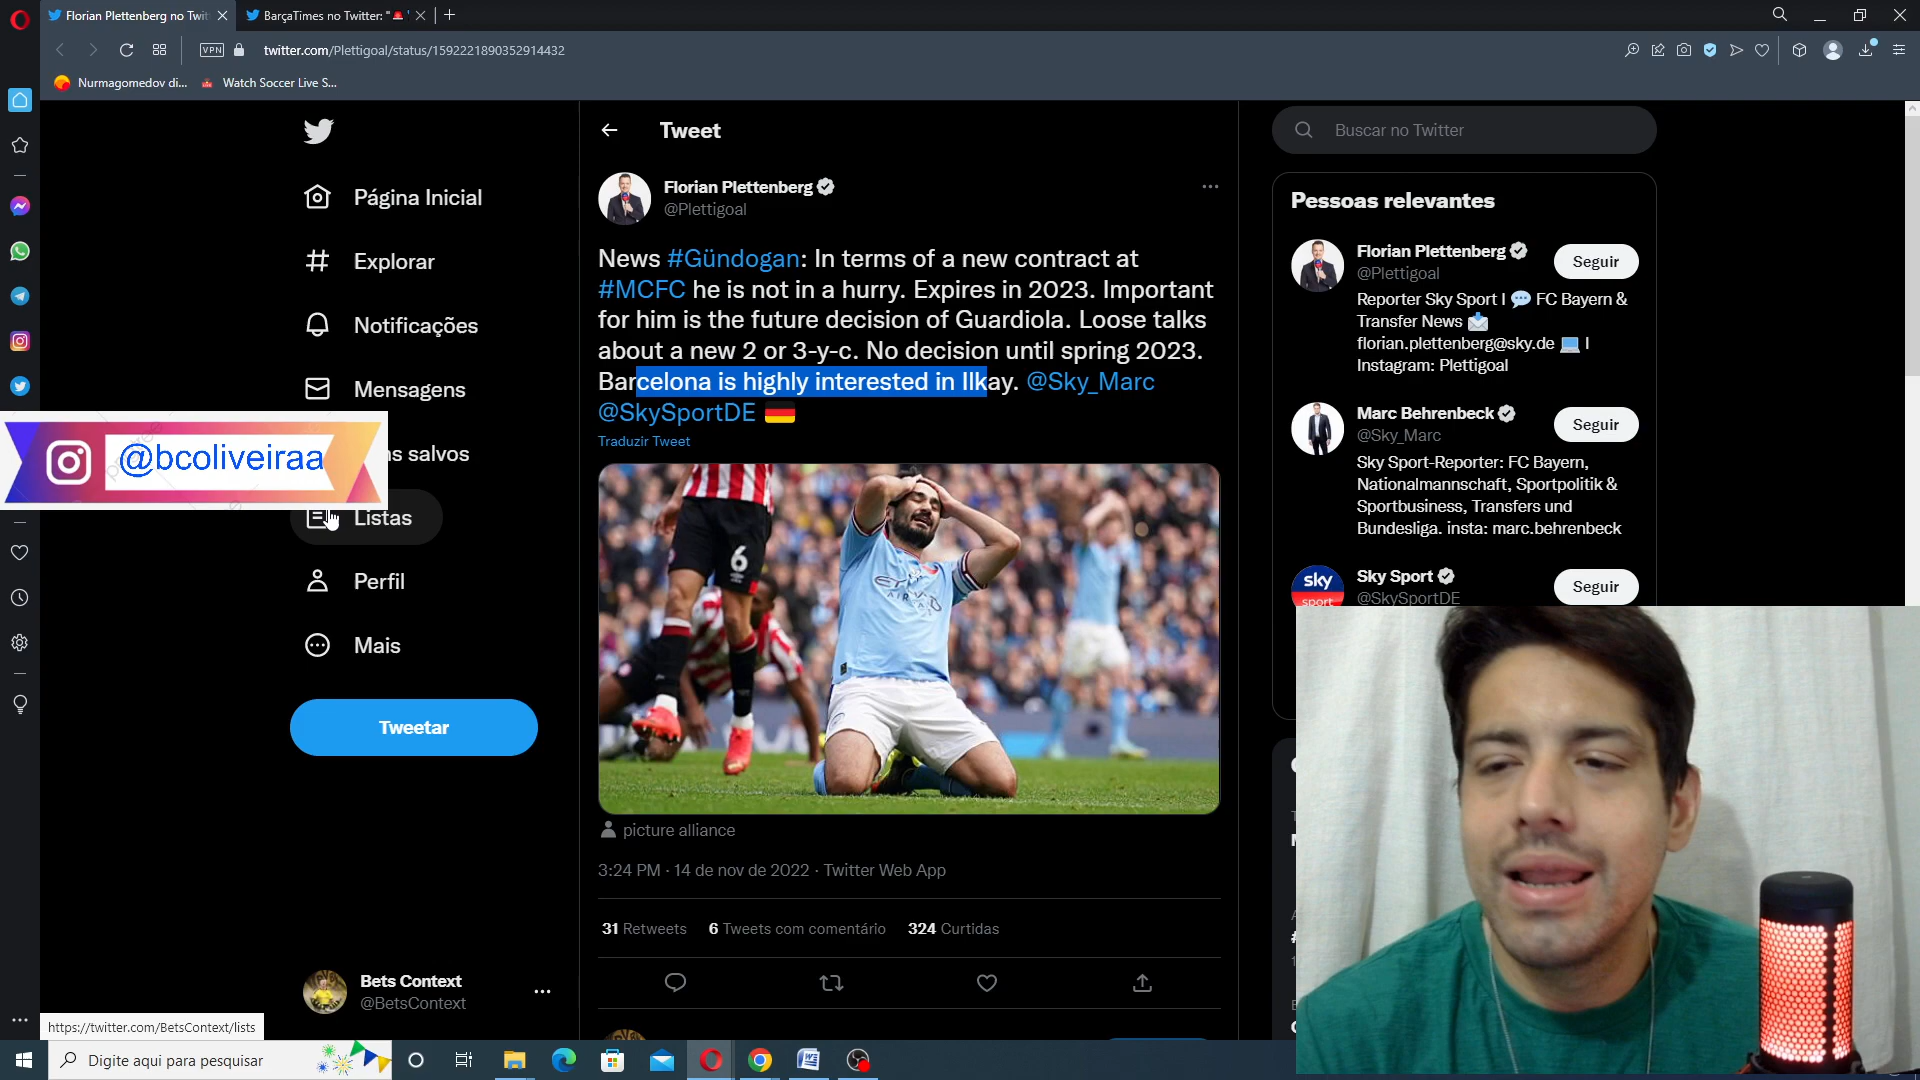 Florian Plettenberg no Twi
BarçaTimes no Twitter: "🚨 '
VPN
twitter.com/Plettigoal/status/1592221890352914432
Nurmagomedov di...
Watch Soccer Live S...
Página Inicial
Explorar
Notificações
Mensagens
ns salvos
@bcoliveiraa
Listas
Perfil
Mais
Tweetar
Bets Context
@BetsContext
https://twitter.com/BetsContext/lists
Tweet
Florian Plettenberg
@Plettigoal
News #Gündogan: In terms of a new contract at
#MCFC he is not in a hurry. Expires in 2023. Important
for him is the future decision of Guardiola. Loose talks
about a new 2 or 3-y-c. No decision until spring 2023.
Barcelona is highly interested in Ilkay. @Sky_Marc
@SkySportDE 🇩🇪
Traduzir Tweet
6
ETIHAD
AIRWAYS
picture alliance
3:24 PM · 14 de nov de 2022 · Twitter Web App
31 Retweets 6 Tweets com comentário 324 Curtidas
Buscar no Twitter
Pessoas relevantes
Florian Plettenberg
@Plettigoal
Seguir
Reporter Sky Sport I 💬 FC Bayern &
Transfer News 📩
florian.plettenberg@sky.de 💻 I
Instagram: Plettigoal
Marc Behrenbeck
@Sky_Marc
Seguir
Sky Sport-Reporter: FC Bayern,
Nationalmannschaft, Sportpolitik &
Sportbusiness, Transfers und
Bundesliga. insta: marc.behrenbeck
sky
sport
Sky Sport
@SkySportDE
Seguir
Digite aqui para pesquisar